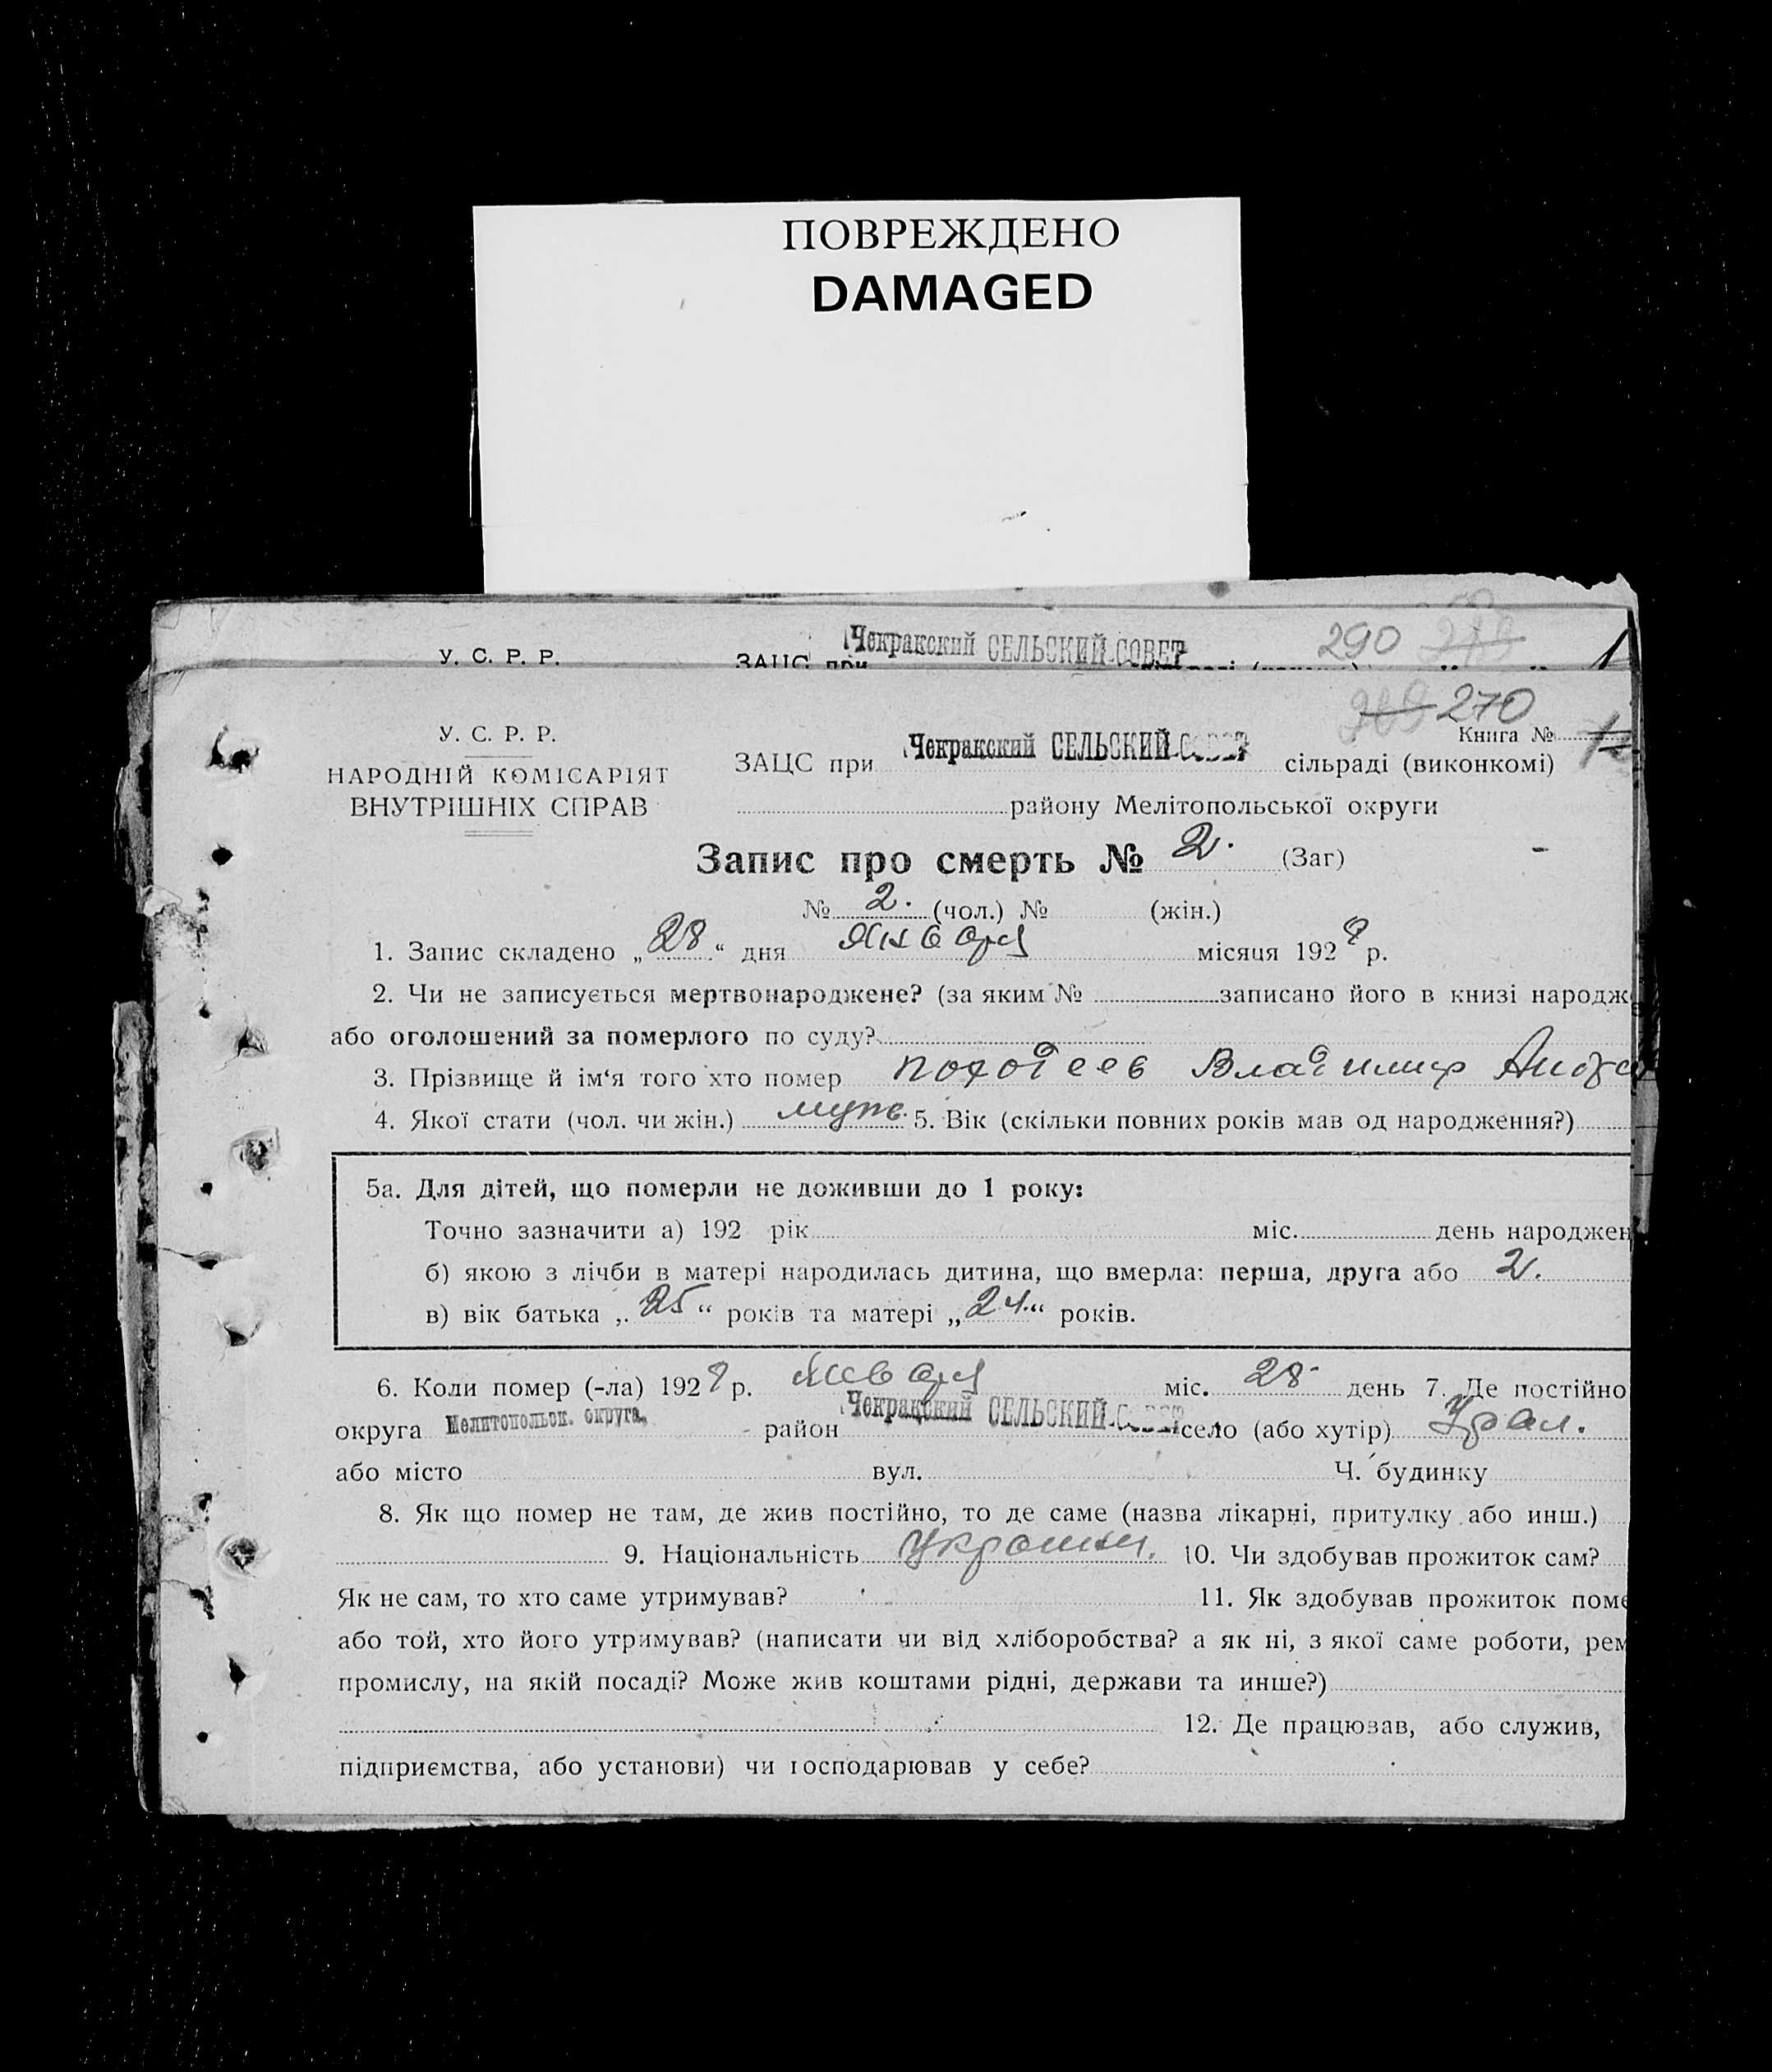 ПОВРЕЖДЕНО
DAMAGED
Чекракский СЕЛЬСКИЙ СОВЕТ 290
У. С. Р. Р. ЗАЦС при
270
У. С. Р. Р. Книга №
НАРОДНІЙ КОМІСАРІЯТ
ВНУТРІШНІХ СПРАВ
ЗАЦС при Чекракский СЕЛЬСКИЙ СОВЕТ сільраді (виконкомі)
району Мелітопольської округи
Запис про смерть № 2. (Заг)
№ 2. (чол.) № (жін.)
1. Запис складено „28“ дня Января місяця 192 р.
2. Чи не записується мертвонароджене? (за яким № записано його в книзі народж
або оголошений за померлого по суду?
3. Прізвище й ім‘я того хто помер Владимир
4. Якої стати (чол. чи жін.) муж. 5. Вік (скільки повних років мав од народження?)
5а. Для дітей, що померли не доживши до 1 року:
Точно зазначити а) 192 рік міс. день народжен
б) якою з лічби в матері народилась дитина, що вмерла: перша, друга або 2.
в) вік батька „25“ років та матері „24“ років.
6. Коли помер (-ла) 192 р. Января міс. 28 день 7. Де постійно
округа Мелитопольск. округа, район Чекракский СЕЛЬСКИЙ СОВЕТ село (або хутір)
або місто вул. Ч. будинку
8. Як що помер не там, де жив постійно, то де саме (назва лікарні, притулку або инш.)
9. Національність 10. Чи здобував прожиток сам?
Як не сам, то хто саме утримував? 11. Як здобував прожиток поме
або той, хто його утримував? (написати чи від хліборобства? а як ні, з якої саме роботи, рем
промислу, на якій посаді? Може жив коштами рідні, держави та инше?)
12. Де працював, або служив,
підприємства, або установи) чи господарював у себе?